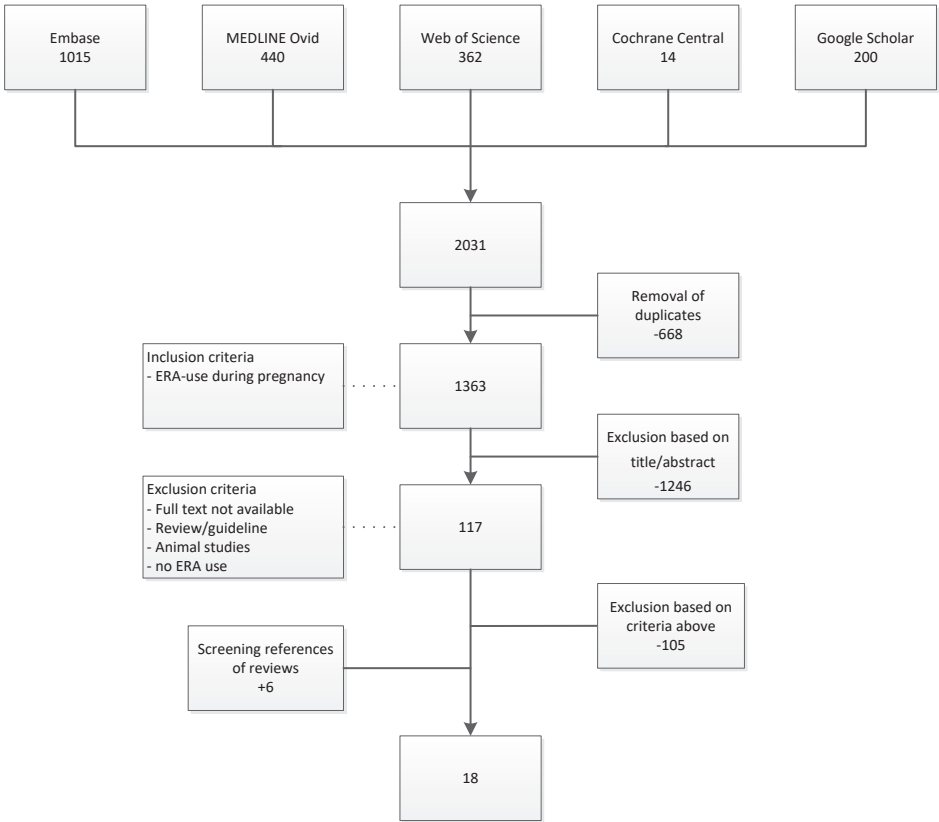 Embase
1015
MEDLINE Ovid
440
Web of Science
362
Cochrane Central
14
Google Scholar
200
2031
Removal of
duplicates
-668
Inclusion criteria
- ERA-use during pregnancy
1363
Exclusion based on
title/abstract
-1246
Exclusion criteria
- Full text not available
- Review/guideline
- Animal studies
- no ERA use
117
Exclusion based on
criteria above
-105
Screening references
of reviews
+6
18